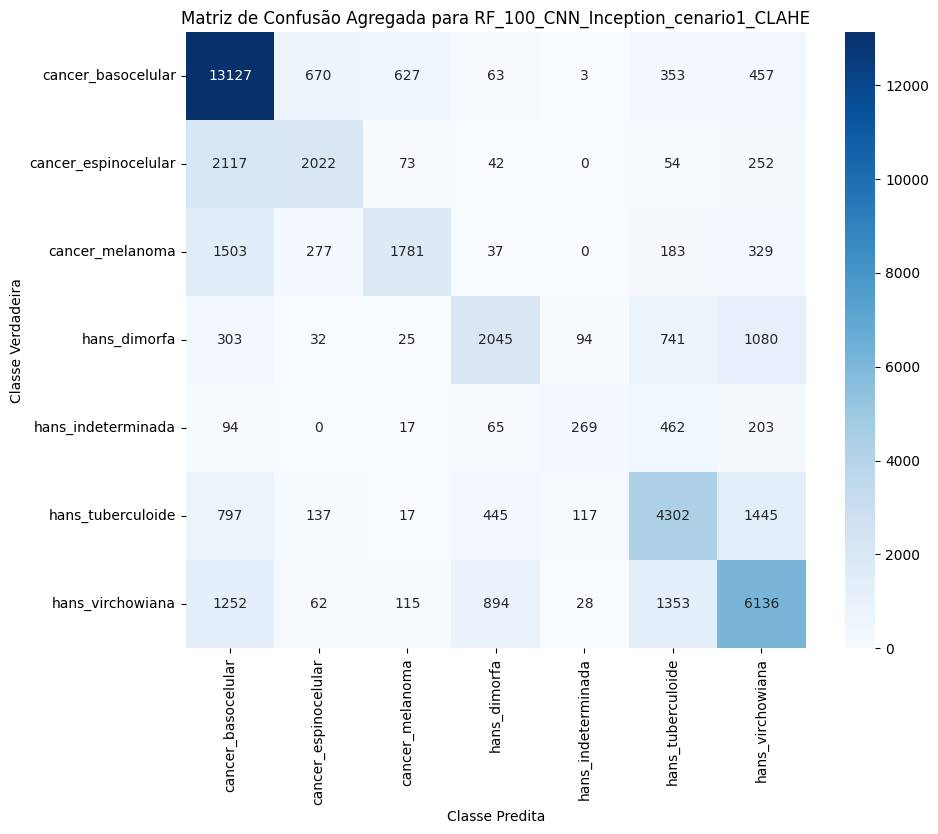 Matriz de Confusão Agregada para RF_100_CNN_Inception_cenario1_CLAHE
cancer_basocelular 13127 670 627 63 3 353 457
cancer_espinocelular 2117 2022 73 42 0 54 252
cancer_melanoma 1503 277 1781 37 0 183 329
hans_dimorfa 303 32 25 2045 94 741 1080
hans_indeterminada 94 0 17 65 269 462 203
hans_tuberculoide 797 137 17 445 117 4302 1445
hans_virchowiana 1252 62 115 894 28 1353 6136
Classe Verdadeira
cancer_basocelular
cancer_espinocelular
cancer_melanoma
hans_dimorfa
hans_indeterminada
hans_tuberculoide
hans_virchowiana
Classe Predita
12000
10000
8000
6000
4000
2000
0